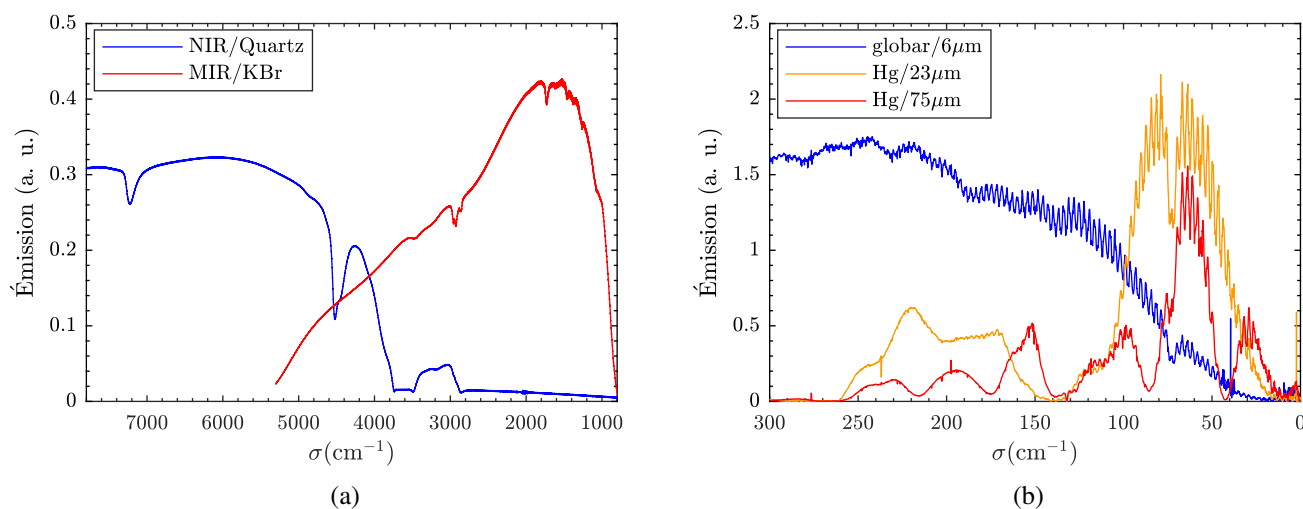 0.5
0.4
0.3
0.2
0.1
0
Émission (a. u.)
NIR/Quartz
MIR/KBr
7000 6000 5000 4000 3000 2000 1000
σ(cm⁻¹)
(a)
2.5
2
1.5
1
0.5
0
Émission (a. u.)
globar/6μm
Hg/23μm
Hg/75μm
300 250 200 150 100 50 0
σ(cm⁻¹)
(b)